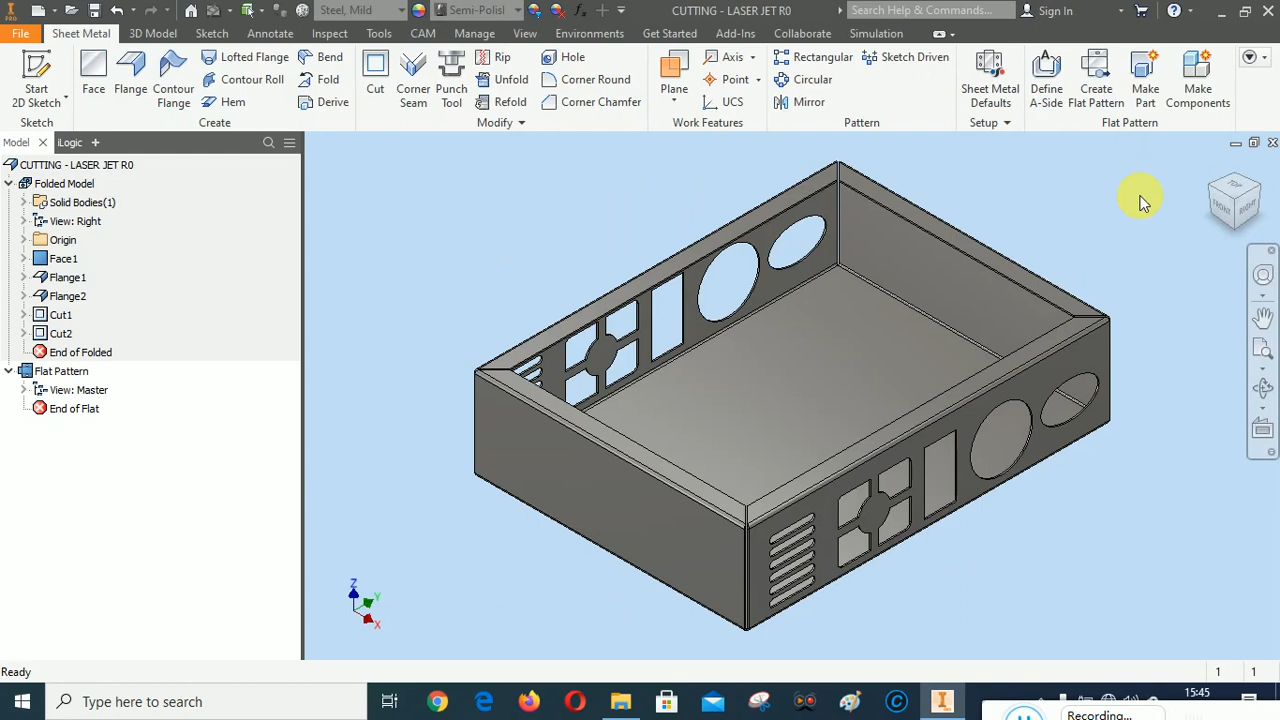 PRO
Steel, Mild
Semi-Polisl
CUTTING - LASER JET R0
Search Help & Commands...
Sign In
File
Sheet Metal
3D Model
Sketch
Annotate
Inspect
Tools
CAM
Manage
View
Environments
Get Started
Add-Ins
Collaborate
Simulation
Start
2D Sketch
Face
Flange
Contour
Flange
Lofted Flange
Contour Roll
Hem
Bend
Fold
Derive
Cut
Corner
Seam
Punch
Tool
Rip
Unfold
Refold
Hole
Corner Round
Corner Chamfer
Plane
Axis
Point
UCS
Rectangular
Circular
Mirror
Sketch Driven
Sheet Metal
Defaults
Define
A-Side
Create
Flat Pattern
Make
Part
Make
Components
Sketch
Create
Modify
Work Features
Pattern
Setup
Flat Pattern
Model
iLogic
CUTTING - LASER JET R0
Folded Model
Solid Bodies(1)
View: Right
Origin
Face1
Flange1
Flange2
Cut1
Cut2
End of Folded
Flat Pattern
View: Master
End of Flat
TOP
FRONT
RIGHT
Z
Y
X
Ready
1
1
Type here to search
15:45
Recording...